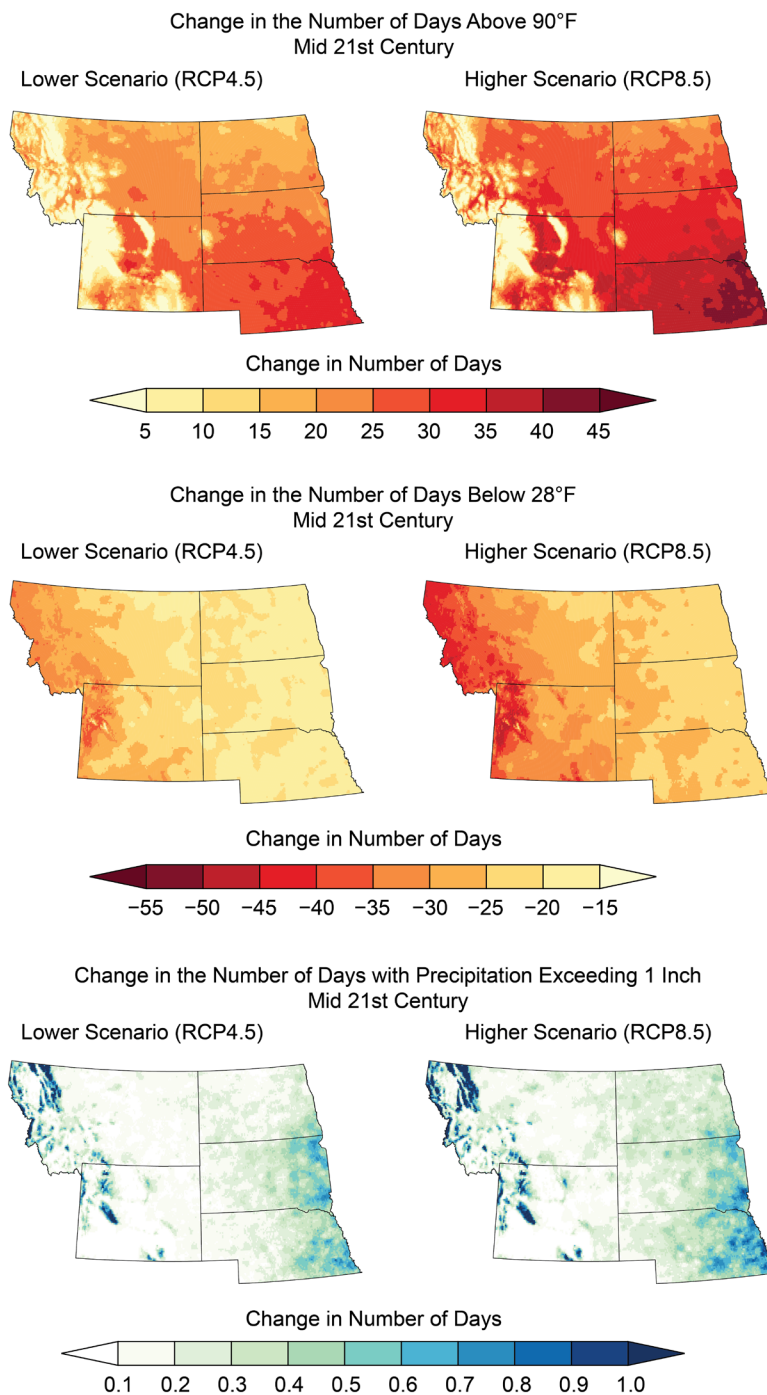 Change in the Number of Days Above 90°F
Mid 21st Century
Lower Scenario (RCP4.5)
Higher Scenario (RCP8.5)
Change in Number of Days
5 10 15 20 25 30 35 40 45
Change in the Number of Days Below 28°F
Mid 21st Century
Lower Scenario (RCP4.5)
Higher Scenario (RCP8.5)
Change in Number of Days
−55 −50 −45 −40 −35 −30 −25 −20 −15
Change in the Number of Days with Precipitation Exceeding 1 Inch
Mid 21st Century
Lower Scenario (RCP4.5)
Higher Scenario (RCP8.5)
Change in Number of Days
0.1 0.2 0.3 0.4 0.5 0.6 0.7 0.8 0.9 1.0